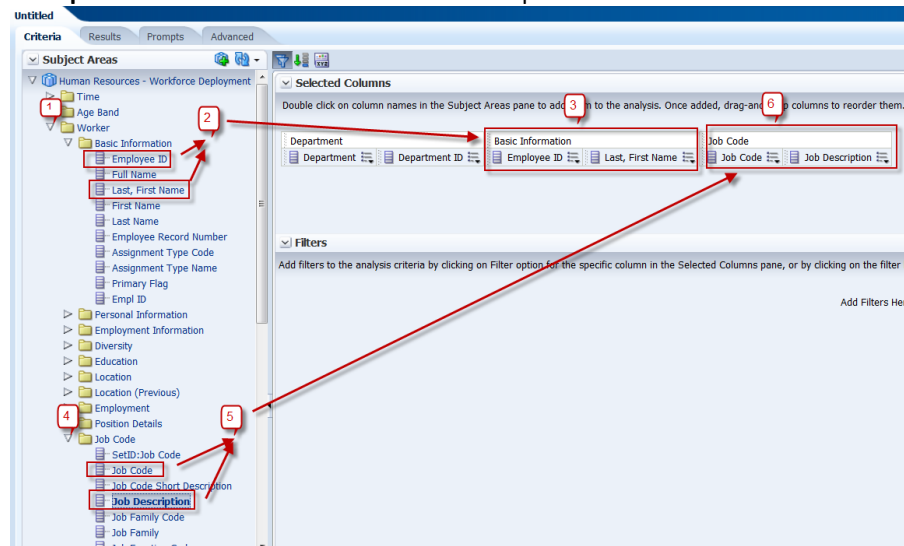 Untitled
Criteria Results Prompts Advanced
Subject Areas
Human Resources - Workforce Deployment
Time
1 Age Band
Worker
Basic Information
2
Employee ID
Full Name
Last, First Name
First Name
Last Name
Employee Record Number
Assignment Type Code
Assignment Type Name
Primary Flag
Empl ID
Personal Information
Employment Information
Diversity
Education
Location
Location (Previous)
Employment
4 Position Details
5
Job Code
SetID:Job Code
Job Code
Job Code Short Description
Job Description
Job Family Code
Job Family
Selected Columns
Double click on column names in the Subject Areas pane to add to the analysis. Once added, drag-and columns to reorder them.
3 6
Department Basic Information Job Code
Department Department ID Employee ID Last, First Name Job Code Job Description
Filters
Add filters to the analysis criteria by clicking on Filter option for the specific column in the Selected Columns pane, or by clicking on the filter
Add Filters He